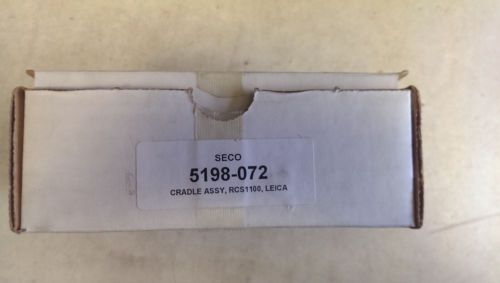 SECO
5198-072
CRADLE ASSY, RCS1100, LEICA